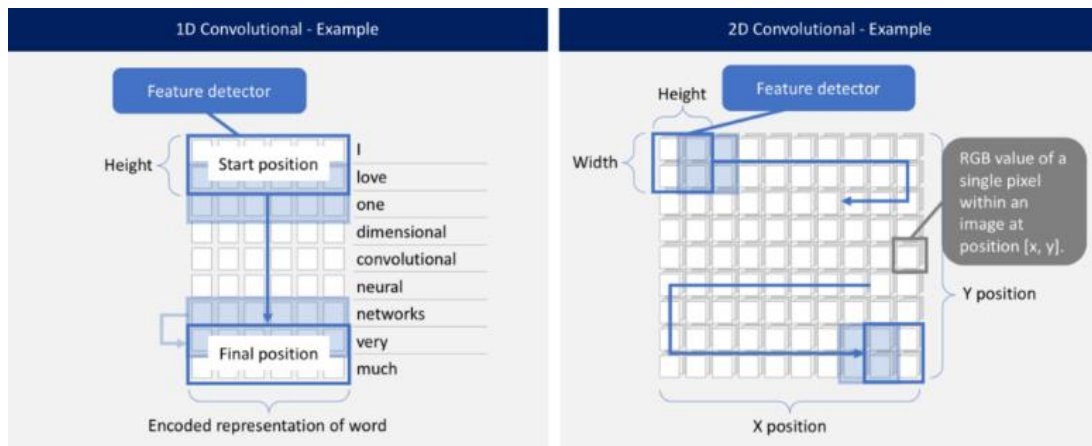 1D Convolutional - Example
Feature detector
Height
Start position
I
love
one
dimensional
convolutional
neural
networks
very
much
Final position
Encoded representation of word
2D Convolutional - Example
Height
Feature detector
Width
RGB value of a
single pixel
within an
image at
position [x, y].
Y position
X position